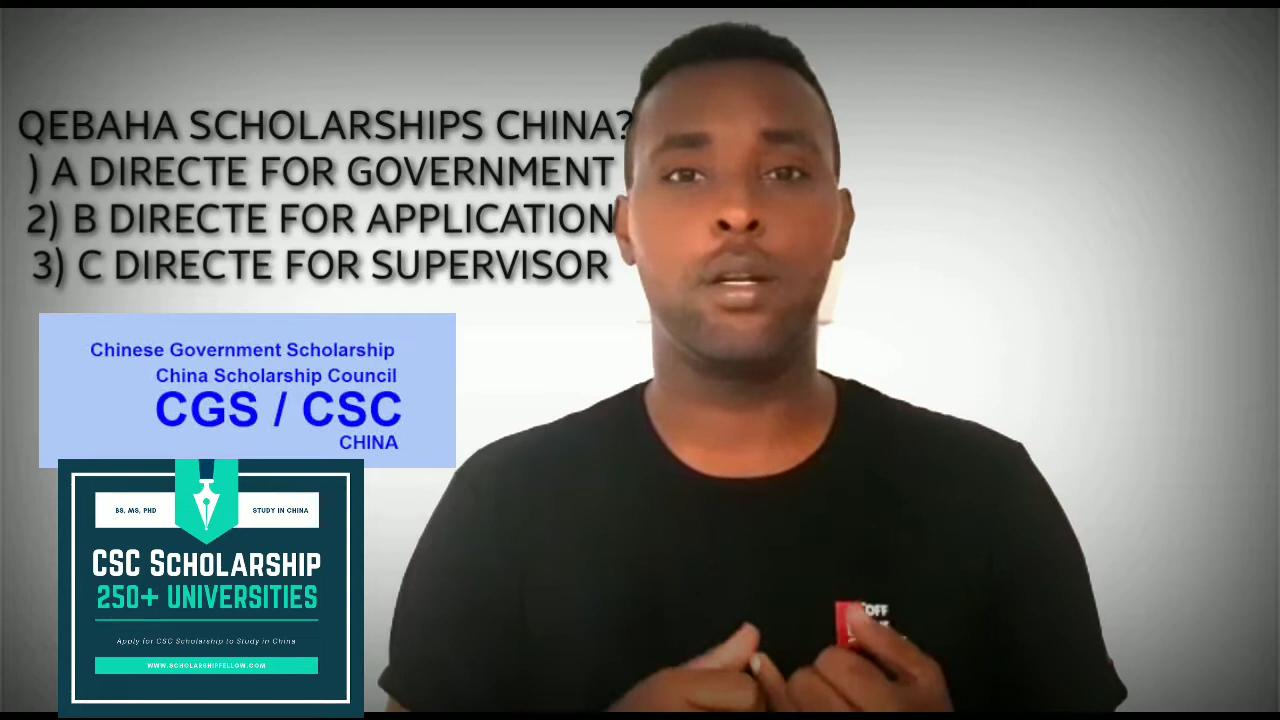 QEBAHA SCHOLARSHIPS CHINA?
) A DIRECTE FOR GOVERNMENT
2) B DIRECTE FOR APPLICATION
3) C DIRECTE FOR SUPERVISOR
Chinese Government Scholarship
China Scholarship Council
CGS / CSC
CHINA
BS, MS, PHD
STUDY IN CHINA
CSC SCHOLARSHIP
250+ UNIVERSITIES
Apply for CSC Scholarship to Study in China
WWW.SCHOLARSHIPFELLOW.COM
OFF